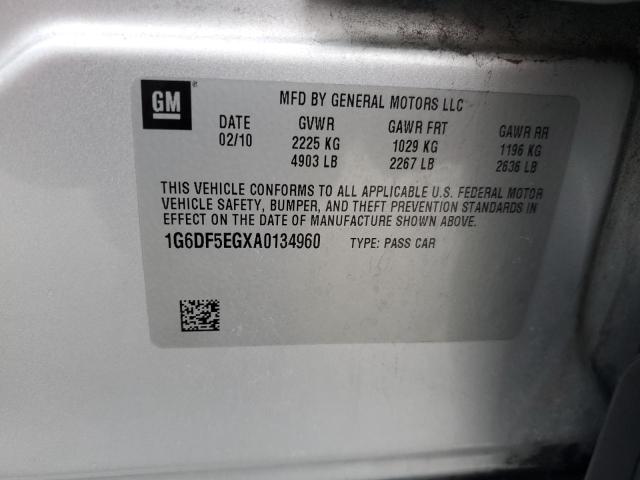 GM
MFD BY GENERAL MOTORS LLC
DATE GVWR GAWR FRT GAWR RR
02/10 2225 KG 1029 KG 1196 KG
4903 LB 2267 LB 2636 LB
THIS VEHICLE CONFORMS TO ALL APPLICABLE U.S. FEDERAL MOTOR
VEHICLE SAFETY, BUMPER, AND THEFT PREVENTION STANDARDS IN
EFFECT ON THE DATE OF MANUFACTURE SHOWN ABOVE.
1G6DF5EGXA0134960 TYPE: PASS CAR